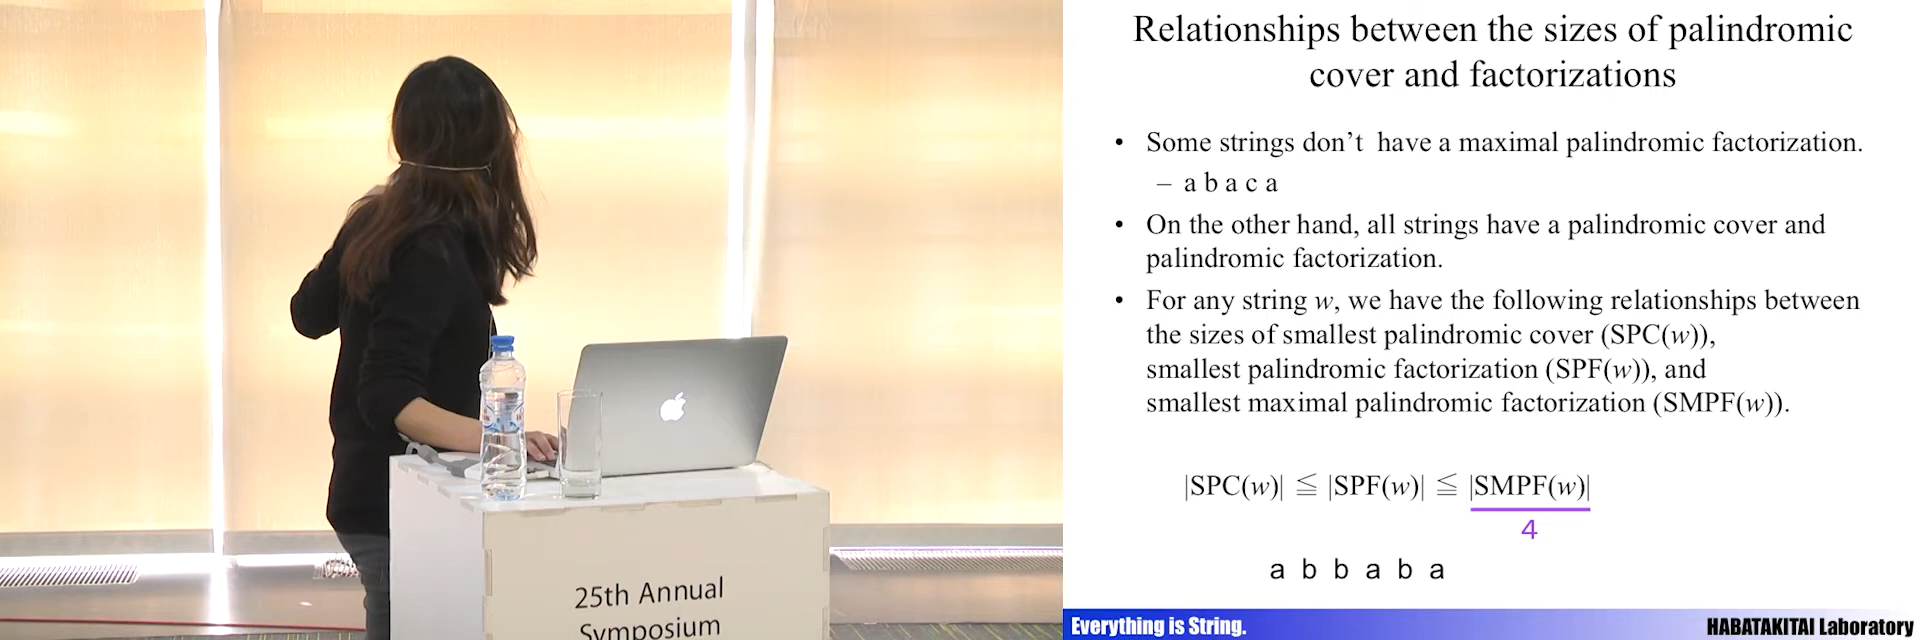 Relationships between the sizes of palindromic
cover and factorizations
• Some strings don't have a maximal palindromic factorization.
– a b a c a
• On the other hand, all strings have a palindromic cover and
palindromic factorization.
• For any string w, we have the following relationships between
the sizes of smallest palindromic cover (SPC(w)),
smallest palindromic factorization (SPF(w)), and
smallest maximal palindromic factorization (SMPF(w)).
|SPC(w)| ≦ |SPF(w)| ≦ |SMPF(w)|
4
a b b a b a
Everything is String.
HABATAKITAI Laboratory
25th Annual
Symposium